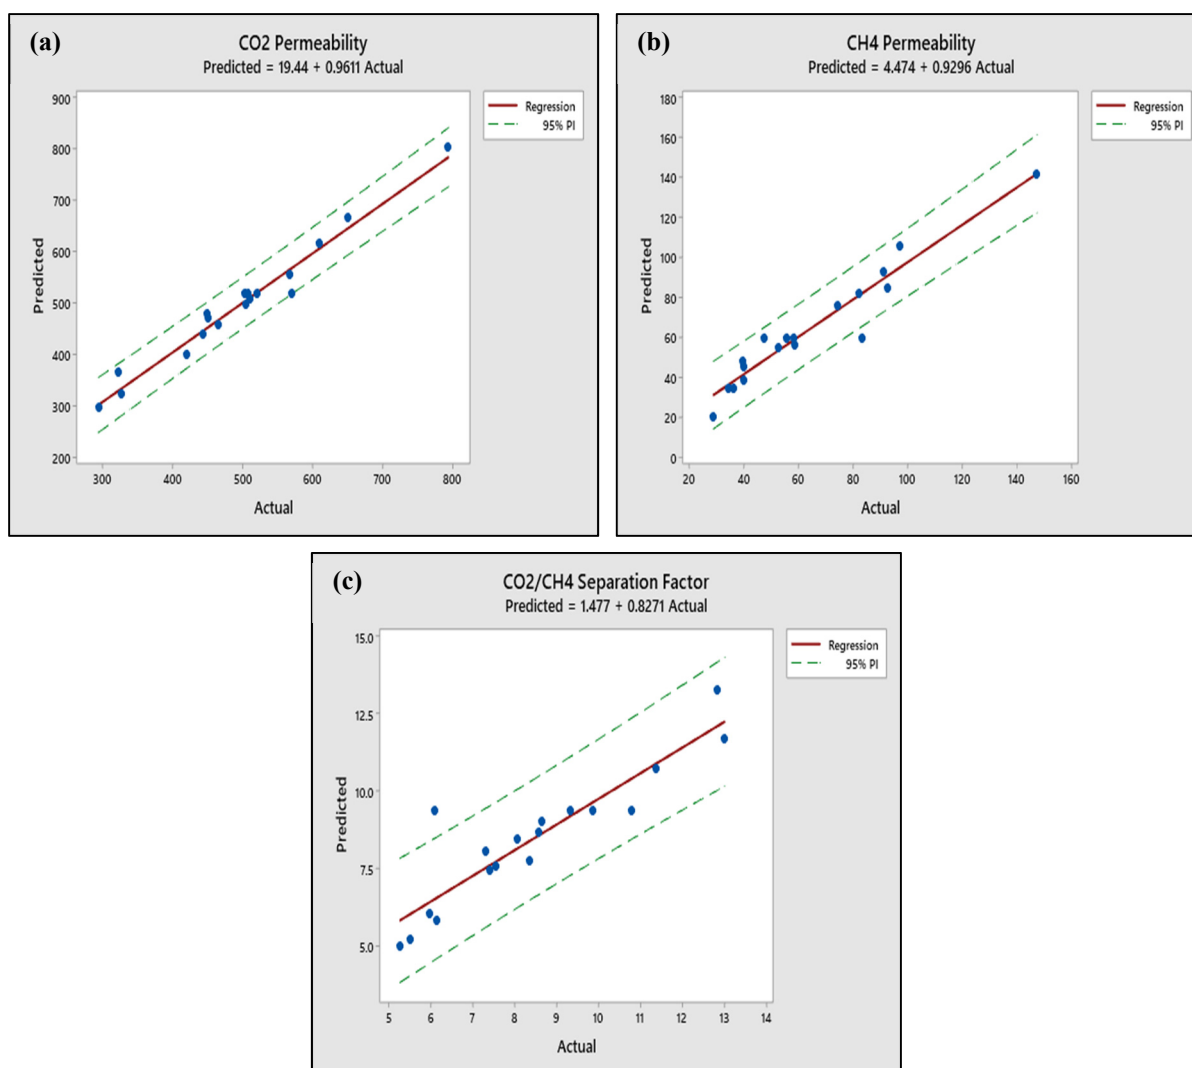 (a)
CO2 Permeability
Predicted = 19.44 + 0.9611 Actual
900
800
700
600
500
400
300
200
Predicted
300 400 500 600 700 800
Actual
Regression
95% PI
(b)
CH4 Permeability
Predicted = 4.474 + 0.9296 Actual
180
160
140
120
100
80
60
40
20
0
Predicted
20 40 60 80 100 120 140 160
Actual
Regression
95% PI
(c)
CO2/CH4 Separation Factor
Predicted = 1.477 + 0.8271 Actual
15.0
12.5
10.0
7.5
5.0
Predicted
5 6 7 8 9 10 11 12 13 14
Actual
Regression
95% PI